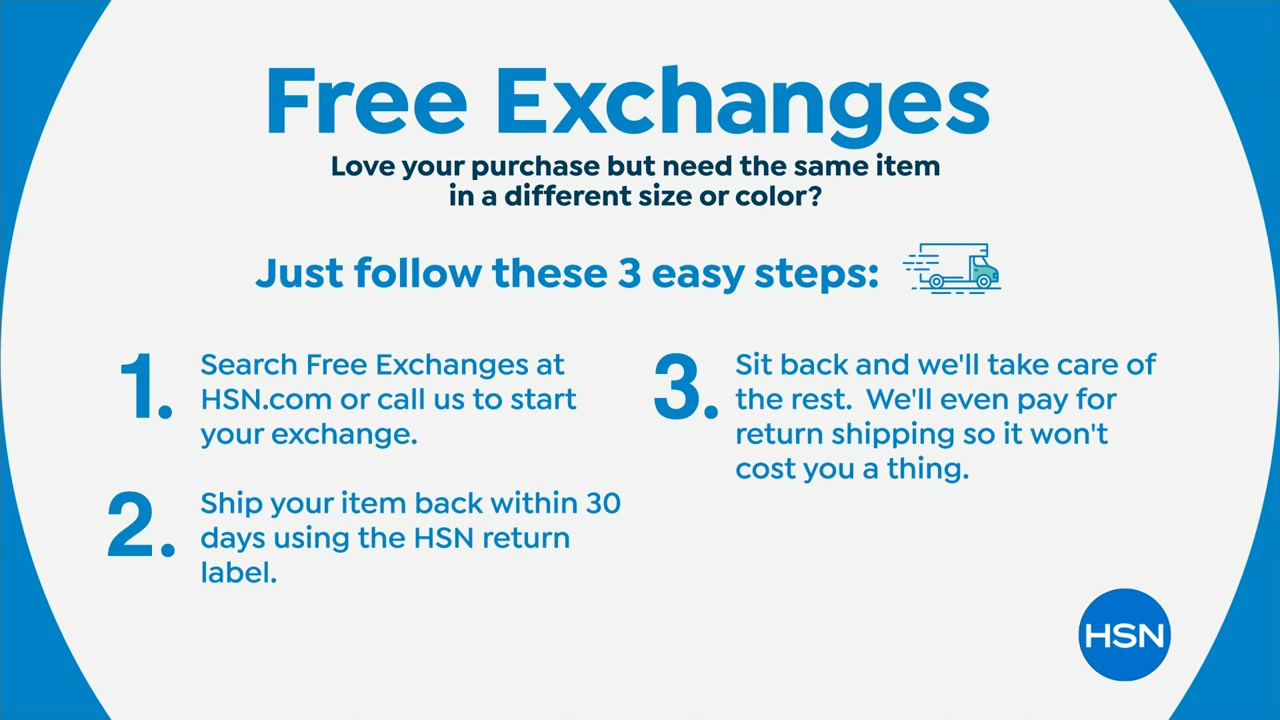 Free Exchanges
Love your purchase but need the same item
in a different size or color?
Just follow these 3 easy steps:
1.
Search Free Exchanges at
HSN.com or call us to start
your exchange.
2.
Ship your item back within 30
days using the HSN return
label.
3.
Sit back and we'll take care of
the rest.  We'll even pay for
return shipping so it won't
cost you a thing.
HSN